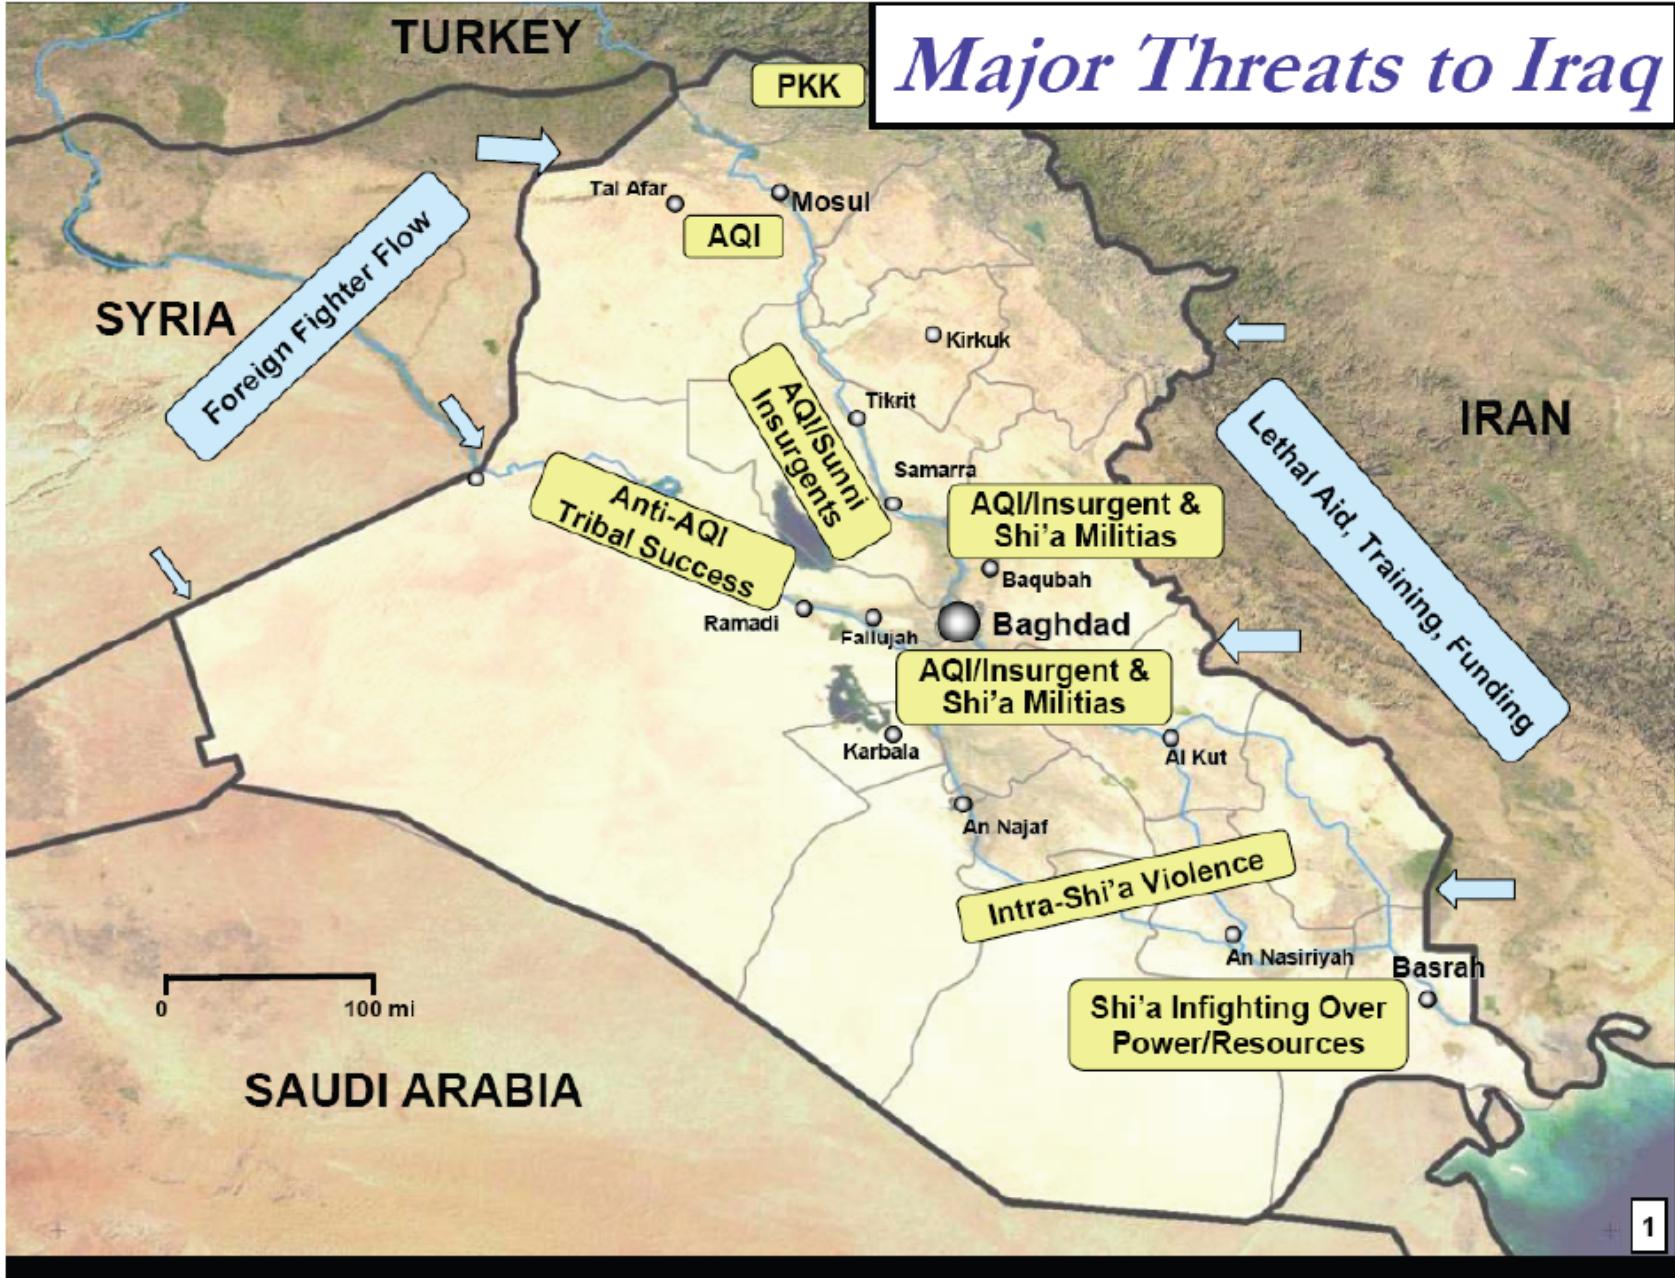 Major Threats to Iraq
TURKEY
PKK
Tal Afar
Mosul
AQI
Foreign Fighter Flow
SYRIA
Kirkuk
IRAN
Tikrit
AQI/Sunni
Insurgents
Samarra
Lethal Aid, Training, Funding
Anti-AQI
Tribal Success
AQI/Insurgent &
Shi'a Militias
Baqubah
Ramadi
Fallujah
Baghdad
AQI/Insurgent &
Shi'a Militias
Karbala
Al Kut
An Najaf
Intra-Shi'a Violence
An Nasiriyah
Basrah
Shi'a Infighting Over
Power/Resources
0
100 mi
SAUDI ARABIA
1